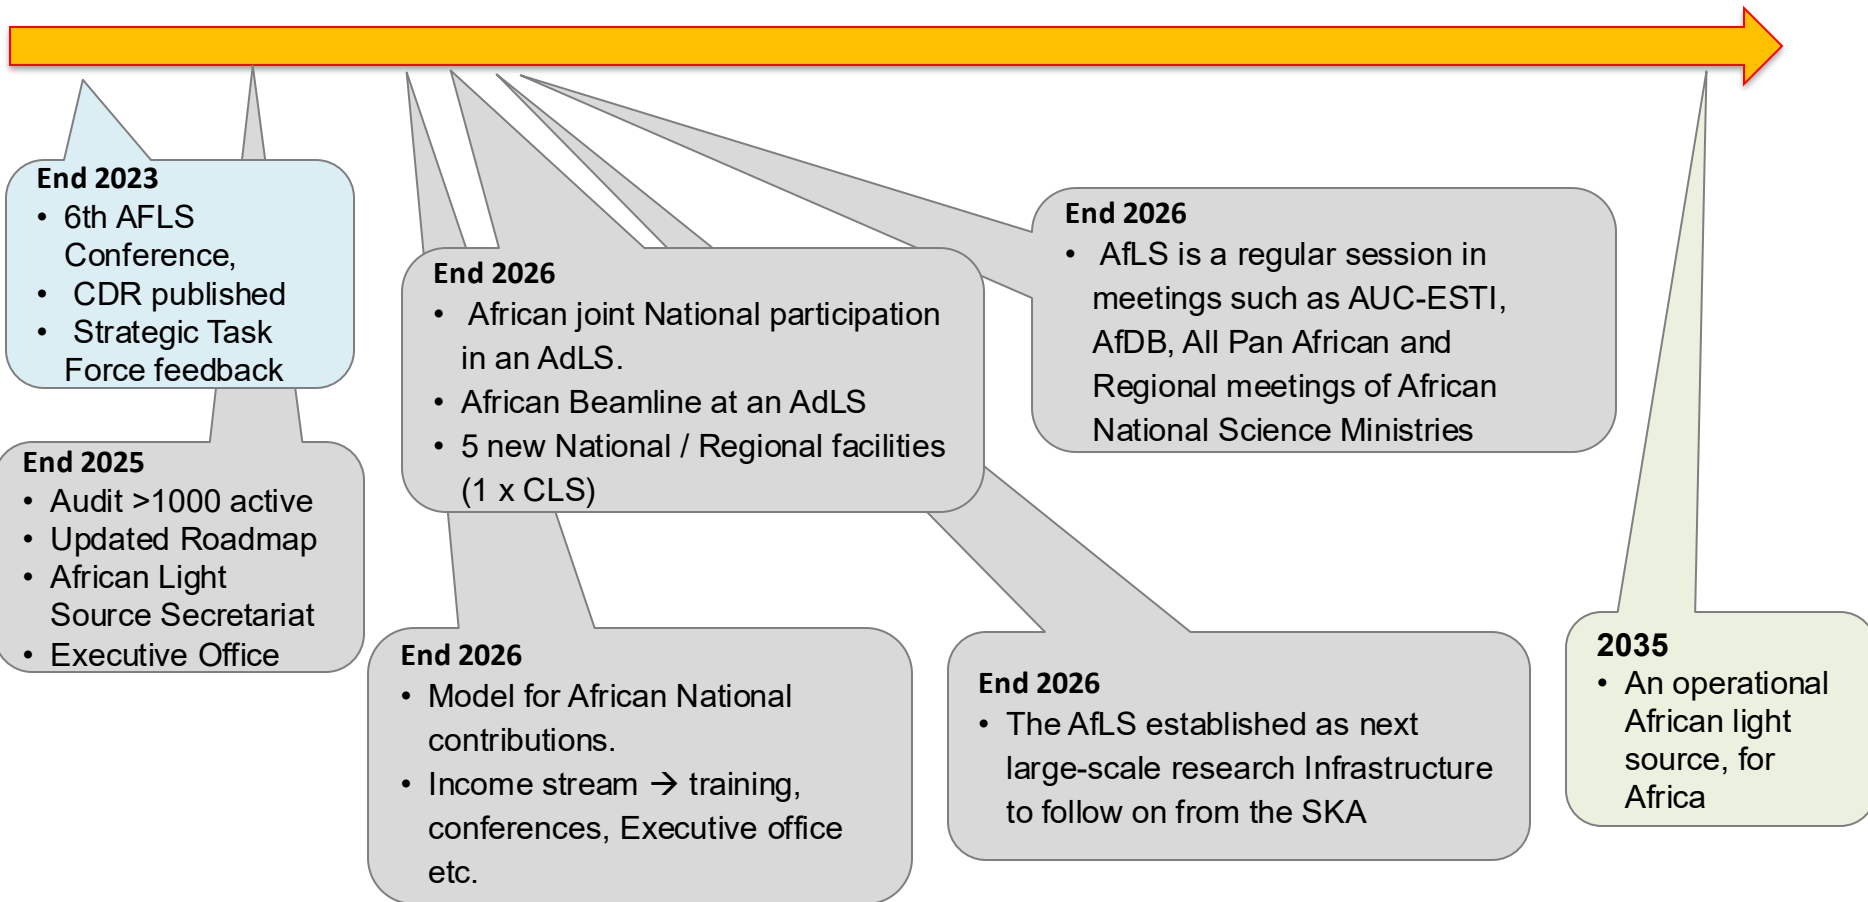 End 2023
• 6th AFLS
Conference,
• CDR published
• Strategic Task
Force feedback
End 2025
• Audit >1000 active
• Updated Roadmap
• African Light
Source Secretariat
• Executive Office
End 2026
• African joint National participation
in an AdLS.
• African Beamline at an AdLS
• 5 new National / Regional facilities
(1 x CLS)
End 2026
• AfLS is a regular session in
meetings such as AUC-ESTI,
AfDB, All Pan African and
Regional meetings of African
National Science Ministries
End 2026
• Model for African National
contributions.
• Income stream → training,
conferences, Executive office
etc.
End 2026
• The AfLS established as next
large-scale research Infrastructure
to follow on from the SKA
2035
• An operational
African light
source, for
Africa